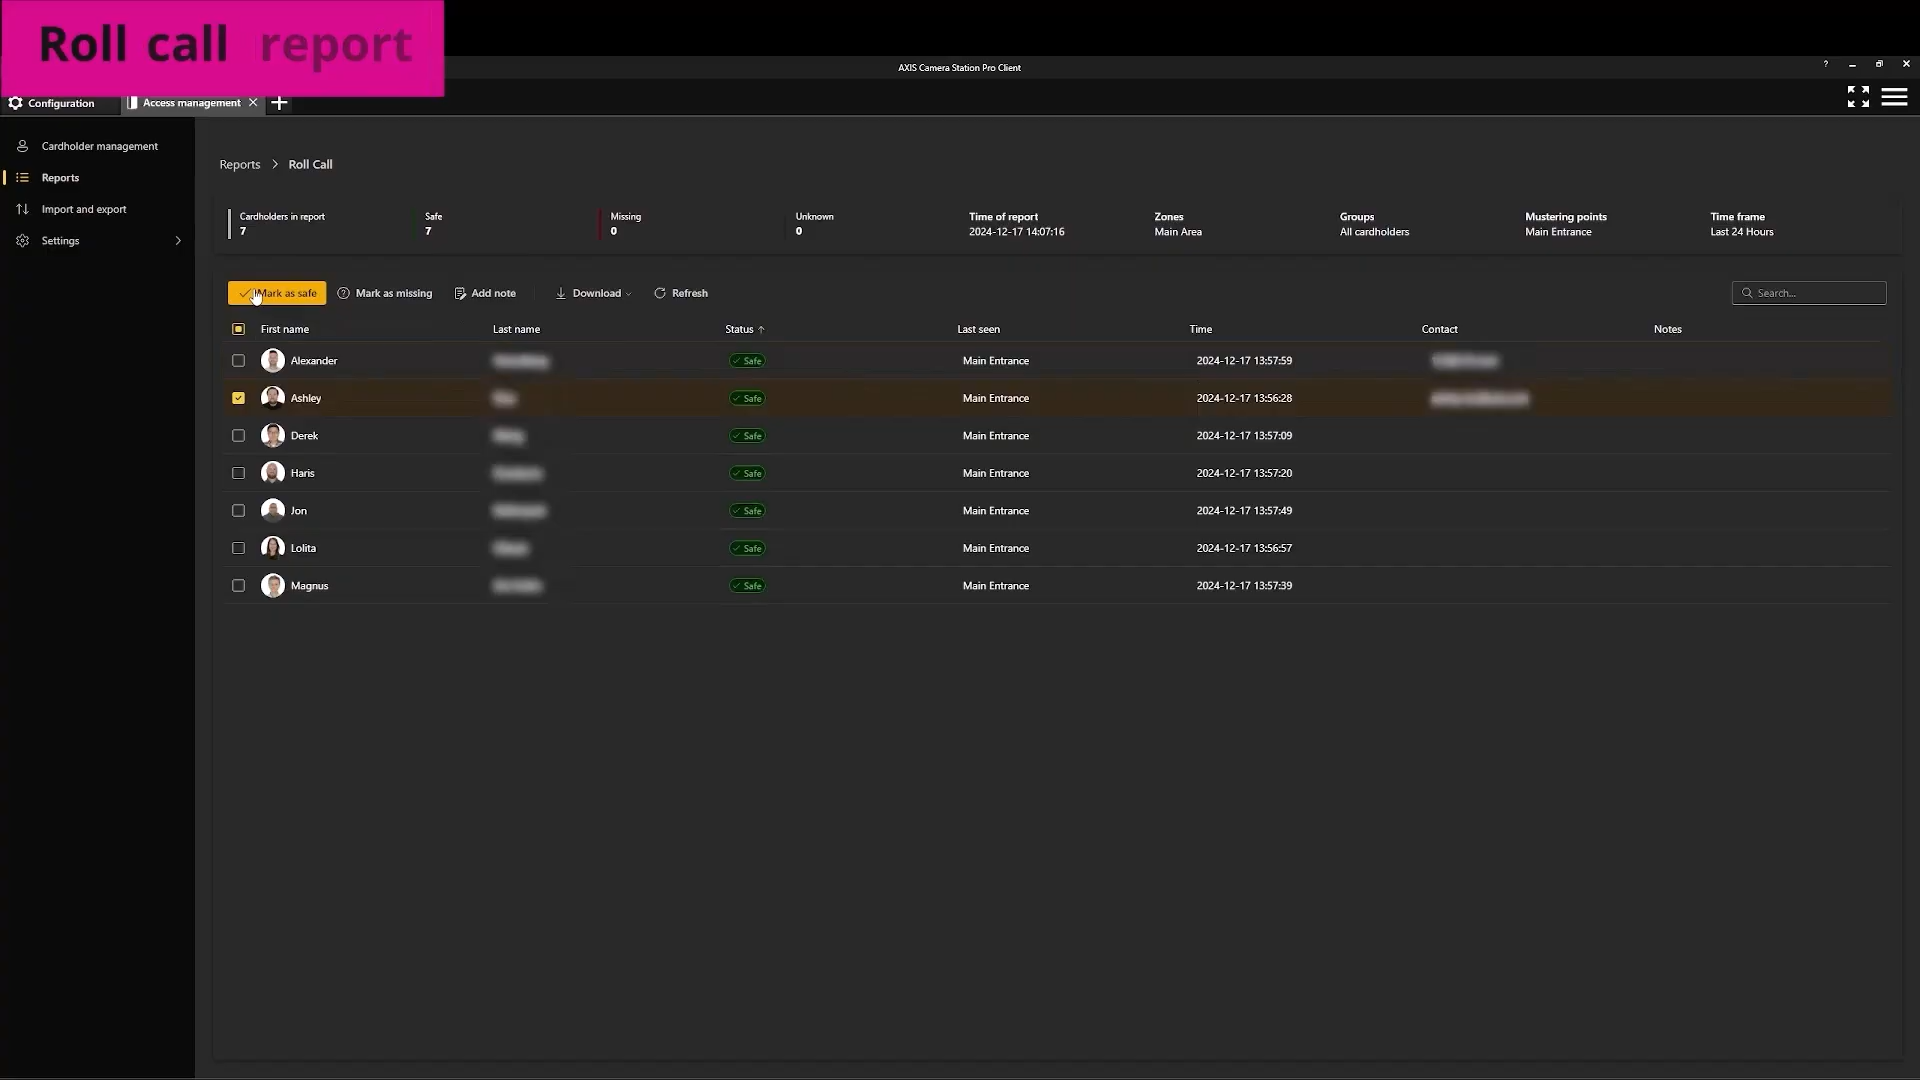 Roll call report
AXIS Camera Station Pro Client
?
Configuration
Access management
Cardholder management
Reports
Import and export
Settings
Reports > Roll Call
Cardholders in report
7
Safe
7
Missing
0
Unknown
0
Time of report
2024-12-17 14:07:16
Zones
Main Area
Groups
All cardholders
Mustering points
Main Entrance
Time frame
Last 24 Hours
Mark as safe Mark as missing Add note Download Refresh Search...
First name Last name Status ↑ Last seen Time Contact Notes
Alexander Safe Main Entrance 2024-12-17 13:57:59
Ashley Safe Main Entrance 2024-12-17 13:56:28
Derek Safe Main Entrance 2024-12-17 13:57:09
Haris Safe Main Entrance 2024-12-17 13:57:20
Jon Safe Main Entrance 2024-12-17 13:57:49
Lolita Safe Main Entrance 2024-12-17 13:56:57
Magnus Safe Main Entrance 2024-12-17 13:57:39